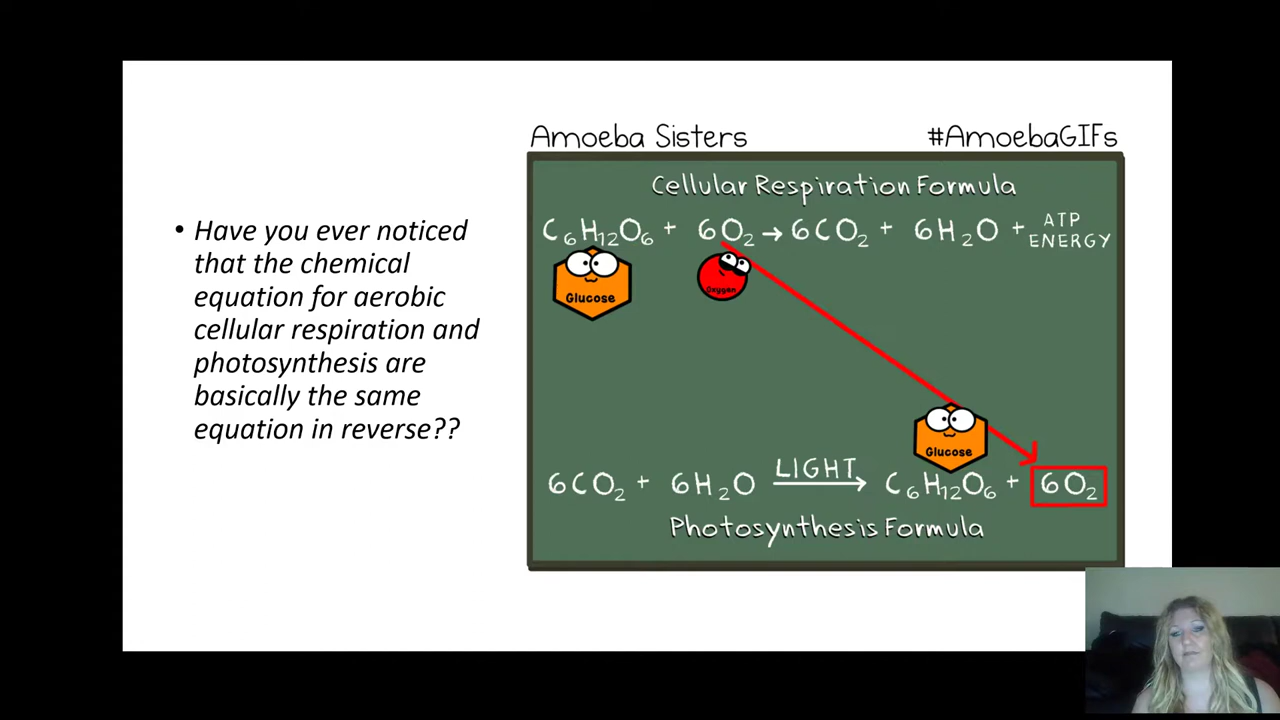 Amoeba Sisters #AmoebaGIFs
Cellular Respiration Formula
C₆H₁₂O₆ + 6O₂ → 6CO₂ + 6H₂O + ATP ENERGY
Glucose
Oxygen
• Have you ever noticed
that the chemical
equation for aerobic
cellular respiration and
photosynthesis are
basically the same
equation in reverse??
Glucose
6CO₂ + 6H₂O LIGHT → C₆H₁₂O₆ + 6O₂
Photosynthesis Formula